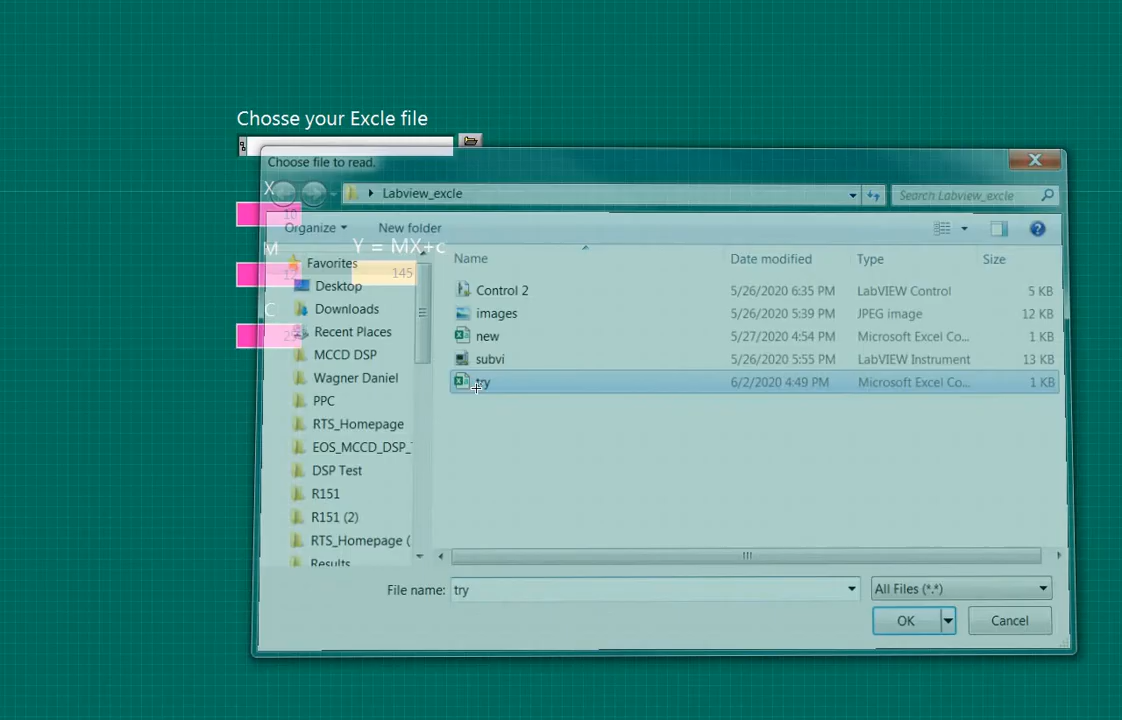 Chosse your Excle file
Choose file to read.
Labview_excle
Search Labview_excle
X
10
Organize
New folder
M
Y = MX+c
12
145
C
Favorites
Desktop
Downloads
Recent Places
MCCD DSP
Wagner Daniel
PPC
RTS_Homepage
EOS_MCCD_DSP_
DSP Test
R151
R151 (2)
RTS_Homepage (
Results
Name Date modified Type Size
Control 2 5/26/2020 6:35 PM LabVIEW Control 5 KB
images 5/26/2020 5:39 PM JPEG image 12 KB
new 5/27/2020 4:54 PM Microsoft Excel Co... 1 KB
subvi 5/26/2020 5:55 PM LabVIEW Instrument 13 KB
try 6/2/2020 4:49 PM Microsoft Excel Co... 1 KB
File name: try
All Files (*.*)
OK
Cancel